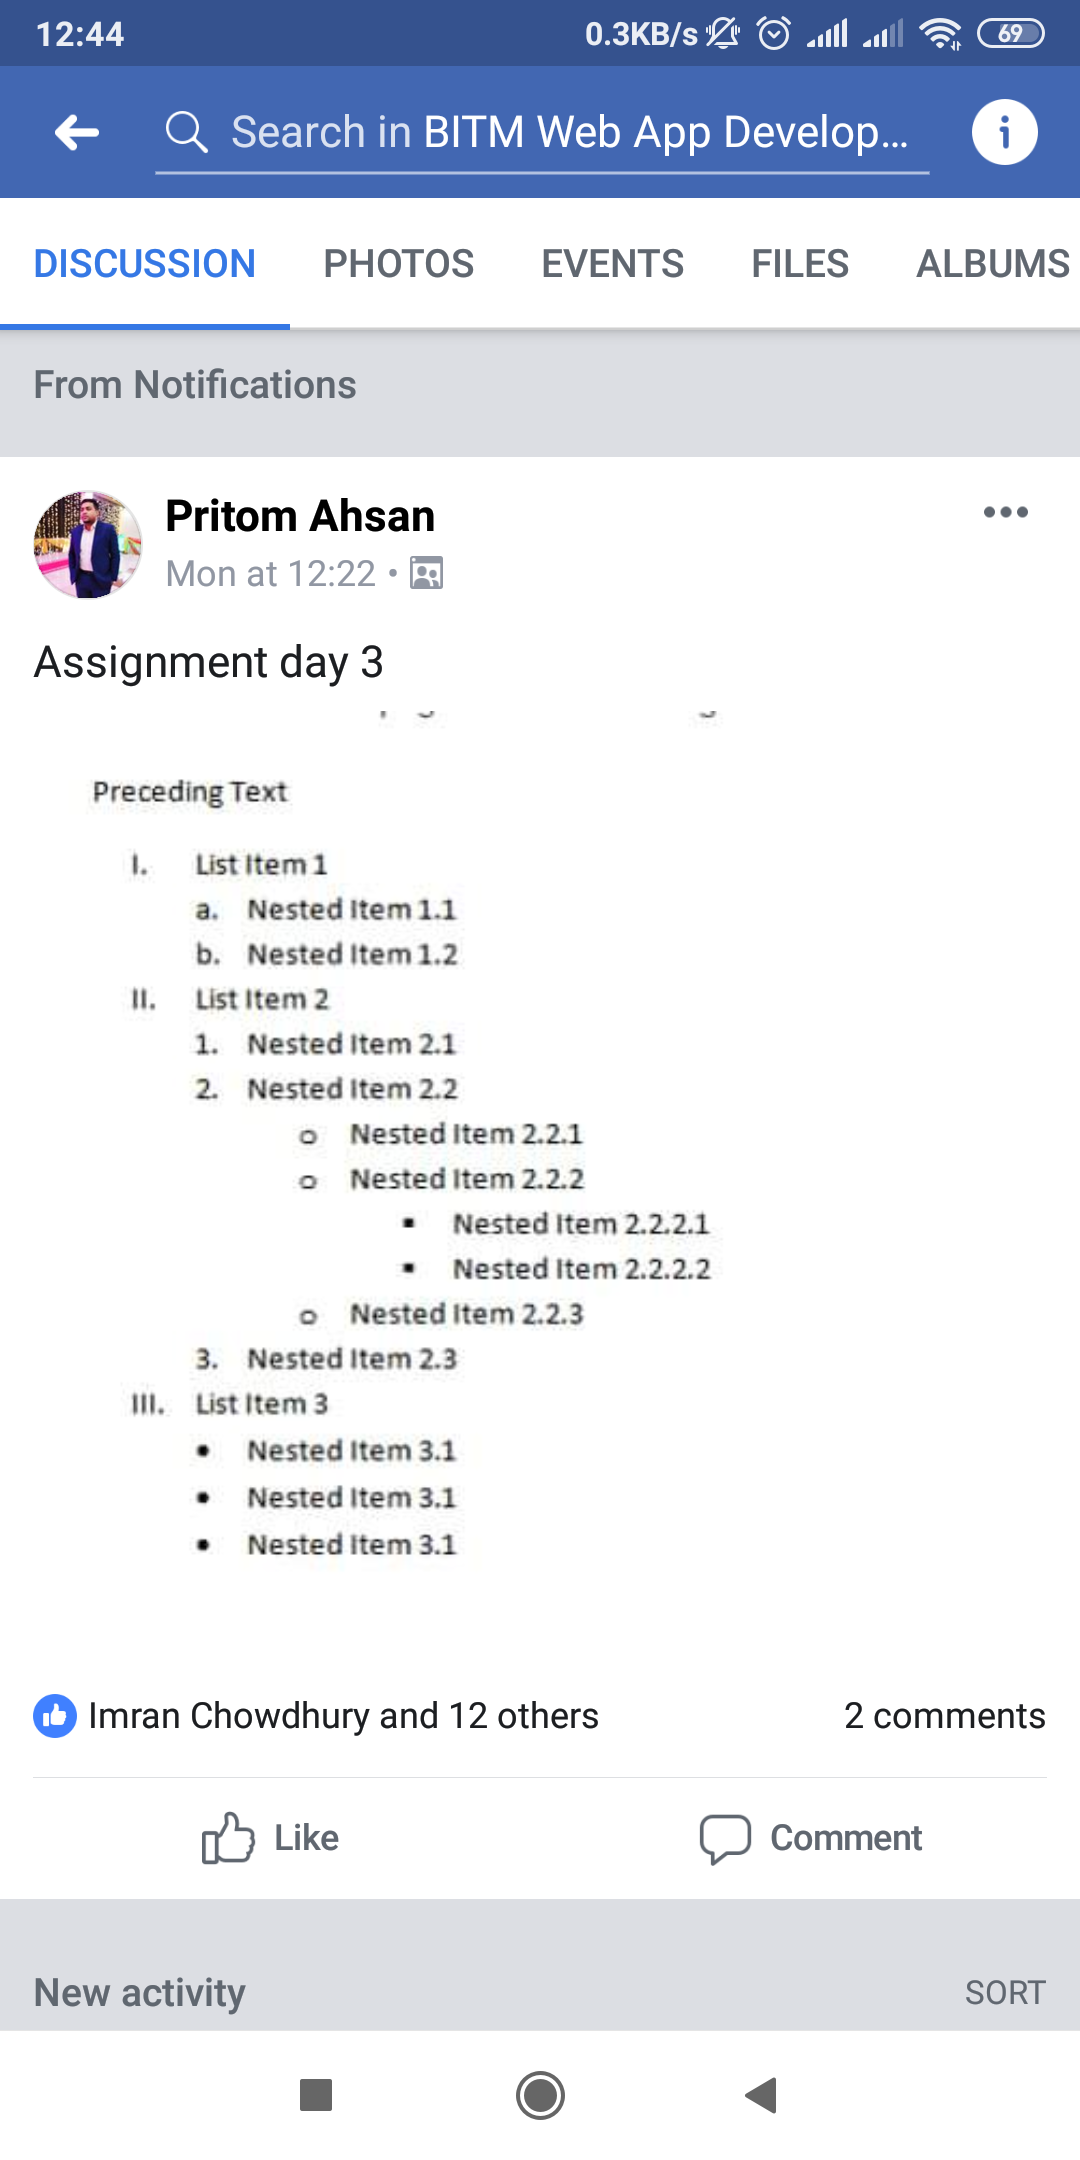 12:44 0.3KB/s 69
Search in BITM Web App Develop...
DISCUSSION PHOTOS EVENTS FILES ALBUMS
From Notifications
Pritom Ahsan
Mon at 12:22 •
Assignment day 3
Preceding Text
I. List Item 1
a. Nested Item 1.1
b. Nested Item 1.2
II. List Item 2
1. Nested Item 2.1
2. Nested Item 2.2
o Nested Item 2.2.1
o Nested Item 2.2.2
▪ Nested Item 2.2.2.1
▪ Nested Item 2.2.2.2
o Nested Item 2.2.3
3. Nested Item 2.3
III. List Item 3
• Nested Item 3.1
• Nested Item 3.1
• Nested Item 3.1
Imran Chowdhury and 12 others 2 comments
Like Comment
New activity SORT